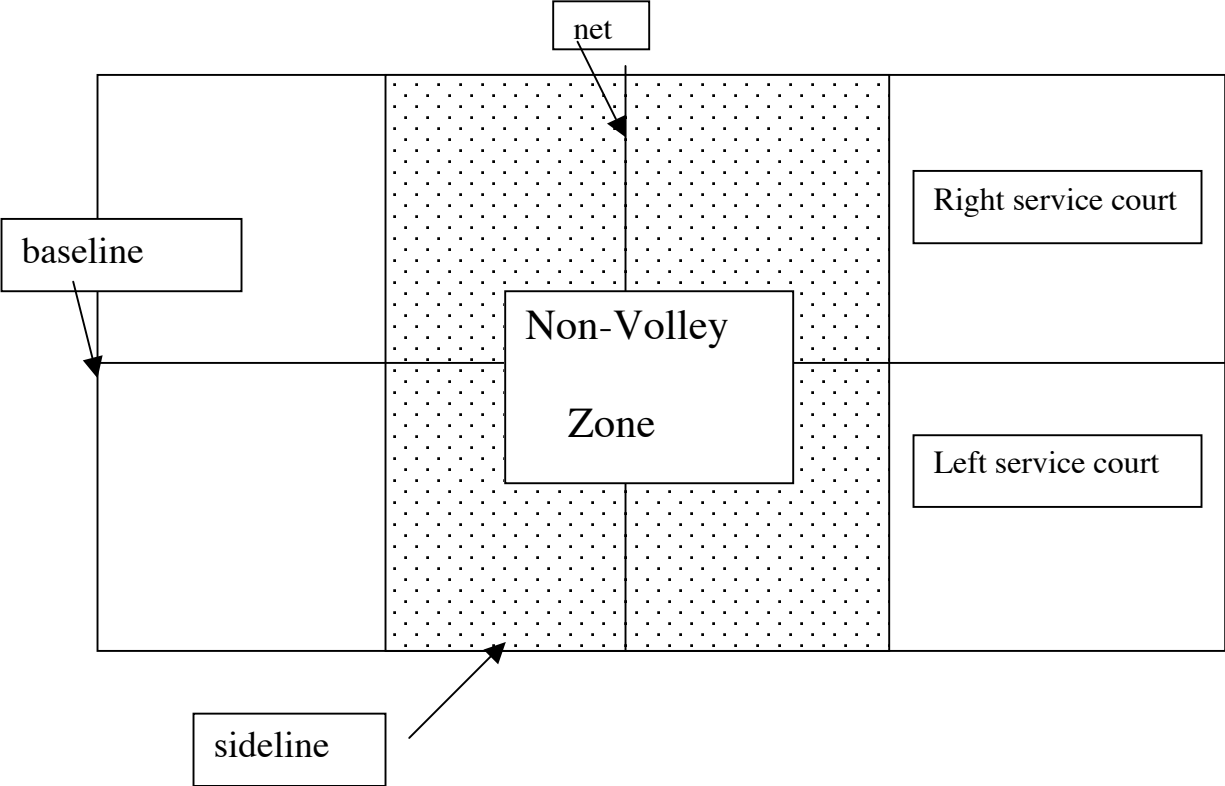 net
Right service court
baseline
Non-Volley
Zone
Left service court
sideline